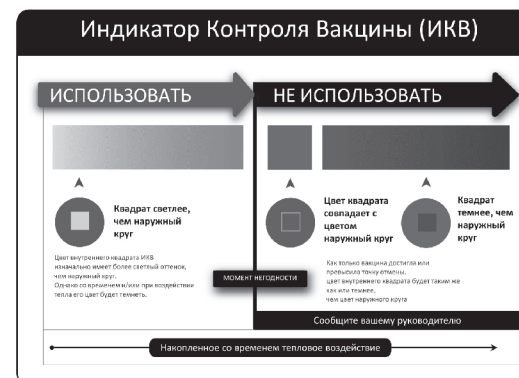 Индикатор Контроля Вакцины (ИКВ)
ИСПОЛЬЗОВАТЬ
НЕ ИСПОЛЬЗОВАТЬ
Квадрат светлее,
чем наружный
круг
Цвет внутреннего квадрата ИКВ
изначально имеет более светлый оттенок,
чем наружный круг.
Однако со временем и/или при воздействии
тепла его цвет будет темнеть.
Цвет квадрата
совпадает с
цветом
наружный круг
Квадрат
темнее, чем
наружный
круг
Как только вакцина достигла или
превысило точку отмены,
цвет внутреннего квадрата будет таким же
как или темнее,
чем цвет наружного круга
МОМЕНТ НЕГОДНОСТИ
Сообщите вашему руководителю
Накопленное со временем тепловое воздействие